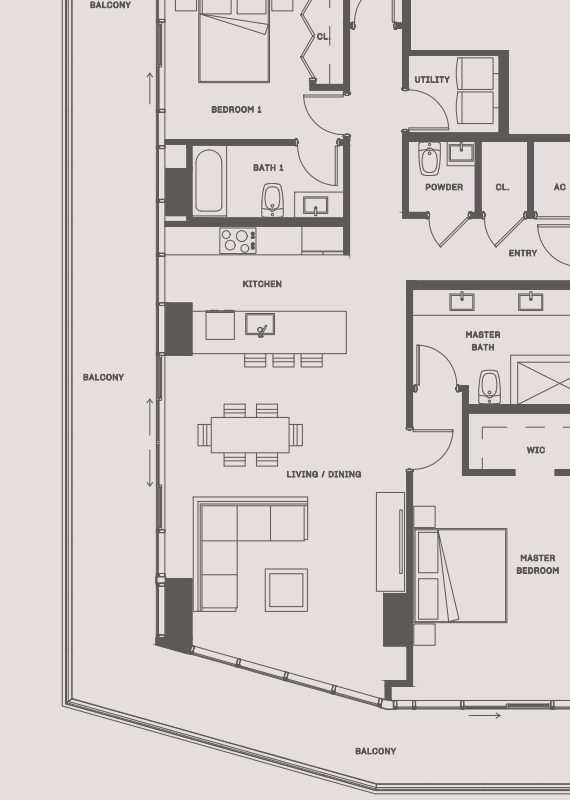 BALCONY
CL.
UTILITY
BEDROOM 1
BATH 1
POWDER
CL.
AC
ENTRY
KITCHEN
MASTER
BATH
BALCONY
WIC
LIVING / DINING
MASTER
BEDROOM
BALCONY